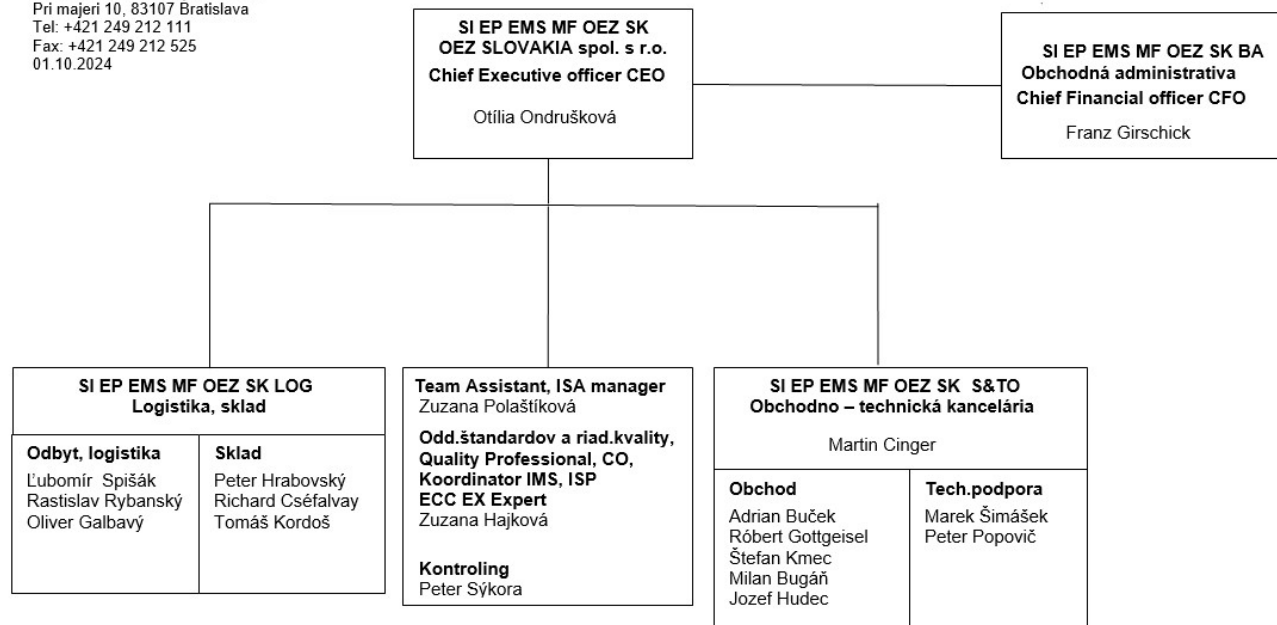 Pri majeri 10, 83107 Bratislava
Tel: +421 249 212 111
Fax: +421 249 212 525
01.10.2024
SI EP EMS MF OEZ SK
OEZ SLOVAKIA spol. s r.o.
Chief Executive officer CEO
Otília Ondrušková
SI EP EMS MF OEZ SK BA
Obchodná administrativa
Chief Financial officer CFO
Franz Girschick
SI EP EMS MF OEZ SK LOG
Logistika, sklad
Odbyt, logistika
Ľubomír Spišák
Rastislav Rybanský
Oliver Galbavý
Sklad
Peter Hrabovský
Richard Cséfalvay
Tomáš Kordoš
Team Assistant, ISA manager
Zuzana Polaštíková
Odd.štandardov a riad.kvality,
Quality Professional, CO,
Koordinator IMS, ISP
ECC EX Expert
Zuzana Hajková
Kontroling
Peter Sýkora
SI EP EMS MF OEZ SK S&TO
Obchodno – technická kancelária
Martin Cinger
Obchod
Adrian Buček
Róbert Gottgeisel
Štefan Kmec
Milan Bugáň
Jozef Hudec
Tech.podpora
Marek Šimášek
Peter Popovič